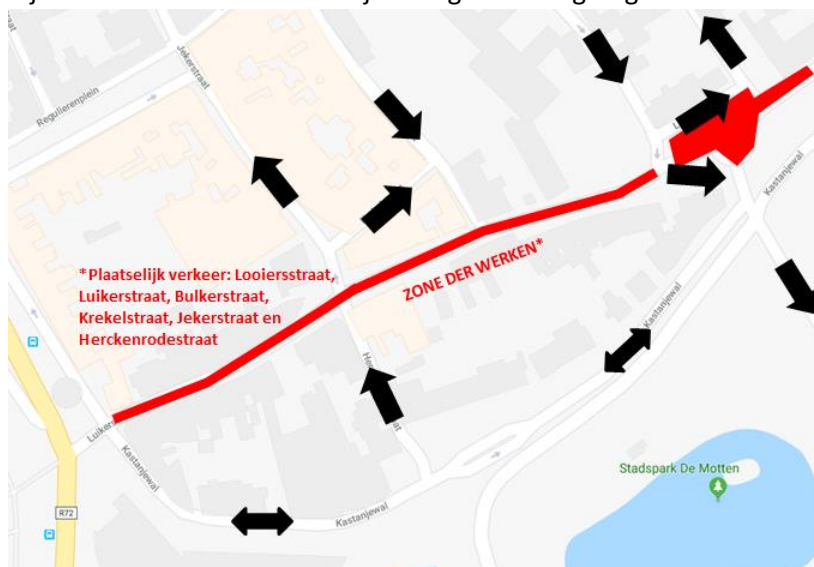 Jekerstraat
Regulierenplein
Kastanjewal
*Plaatselijk verkeer: Looiersstraat,
Luikerstraat, Bulkerstraat,
Krekelstraat, Jekerstraat en
Herckenrodestraat
ZONE DER WERKEN*
Kastanjewal
Kastanjewal
Stadspark De Motten
R72
Kastanjewal